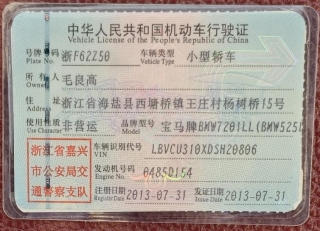 中华人民共和国机动车行驶证
Vehicle License of the People's Republic of China
号牌号码 浙F62Z50 车辆类型 小型轿车
Plate No. Vehicle Type
所有人 毛良高
Owner
住址 浙江省海盐县西塘桥镇王庄村杨树桥15号
Address
使用性质 非营运 品牌型号 宝马牌BMW7201LL(BMW525L
Use Character Model
浙江省嘉兴市公安局交通警察支队
车辆识别代号 LBVCU310XDSH20806
VIN
发动机号码 0485D154
Engine No.
注册日期 2013-07-31 发证日期 2013-07-31
Register Date Issue Date